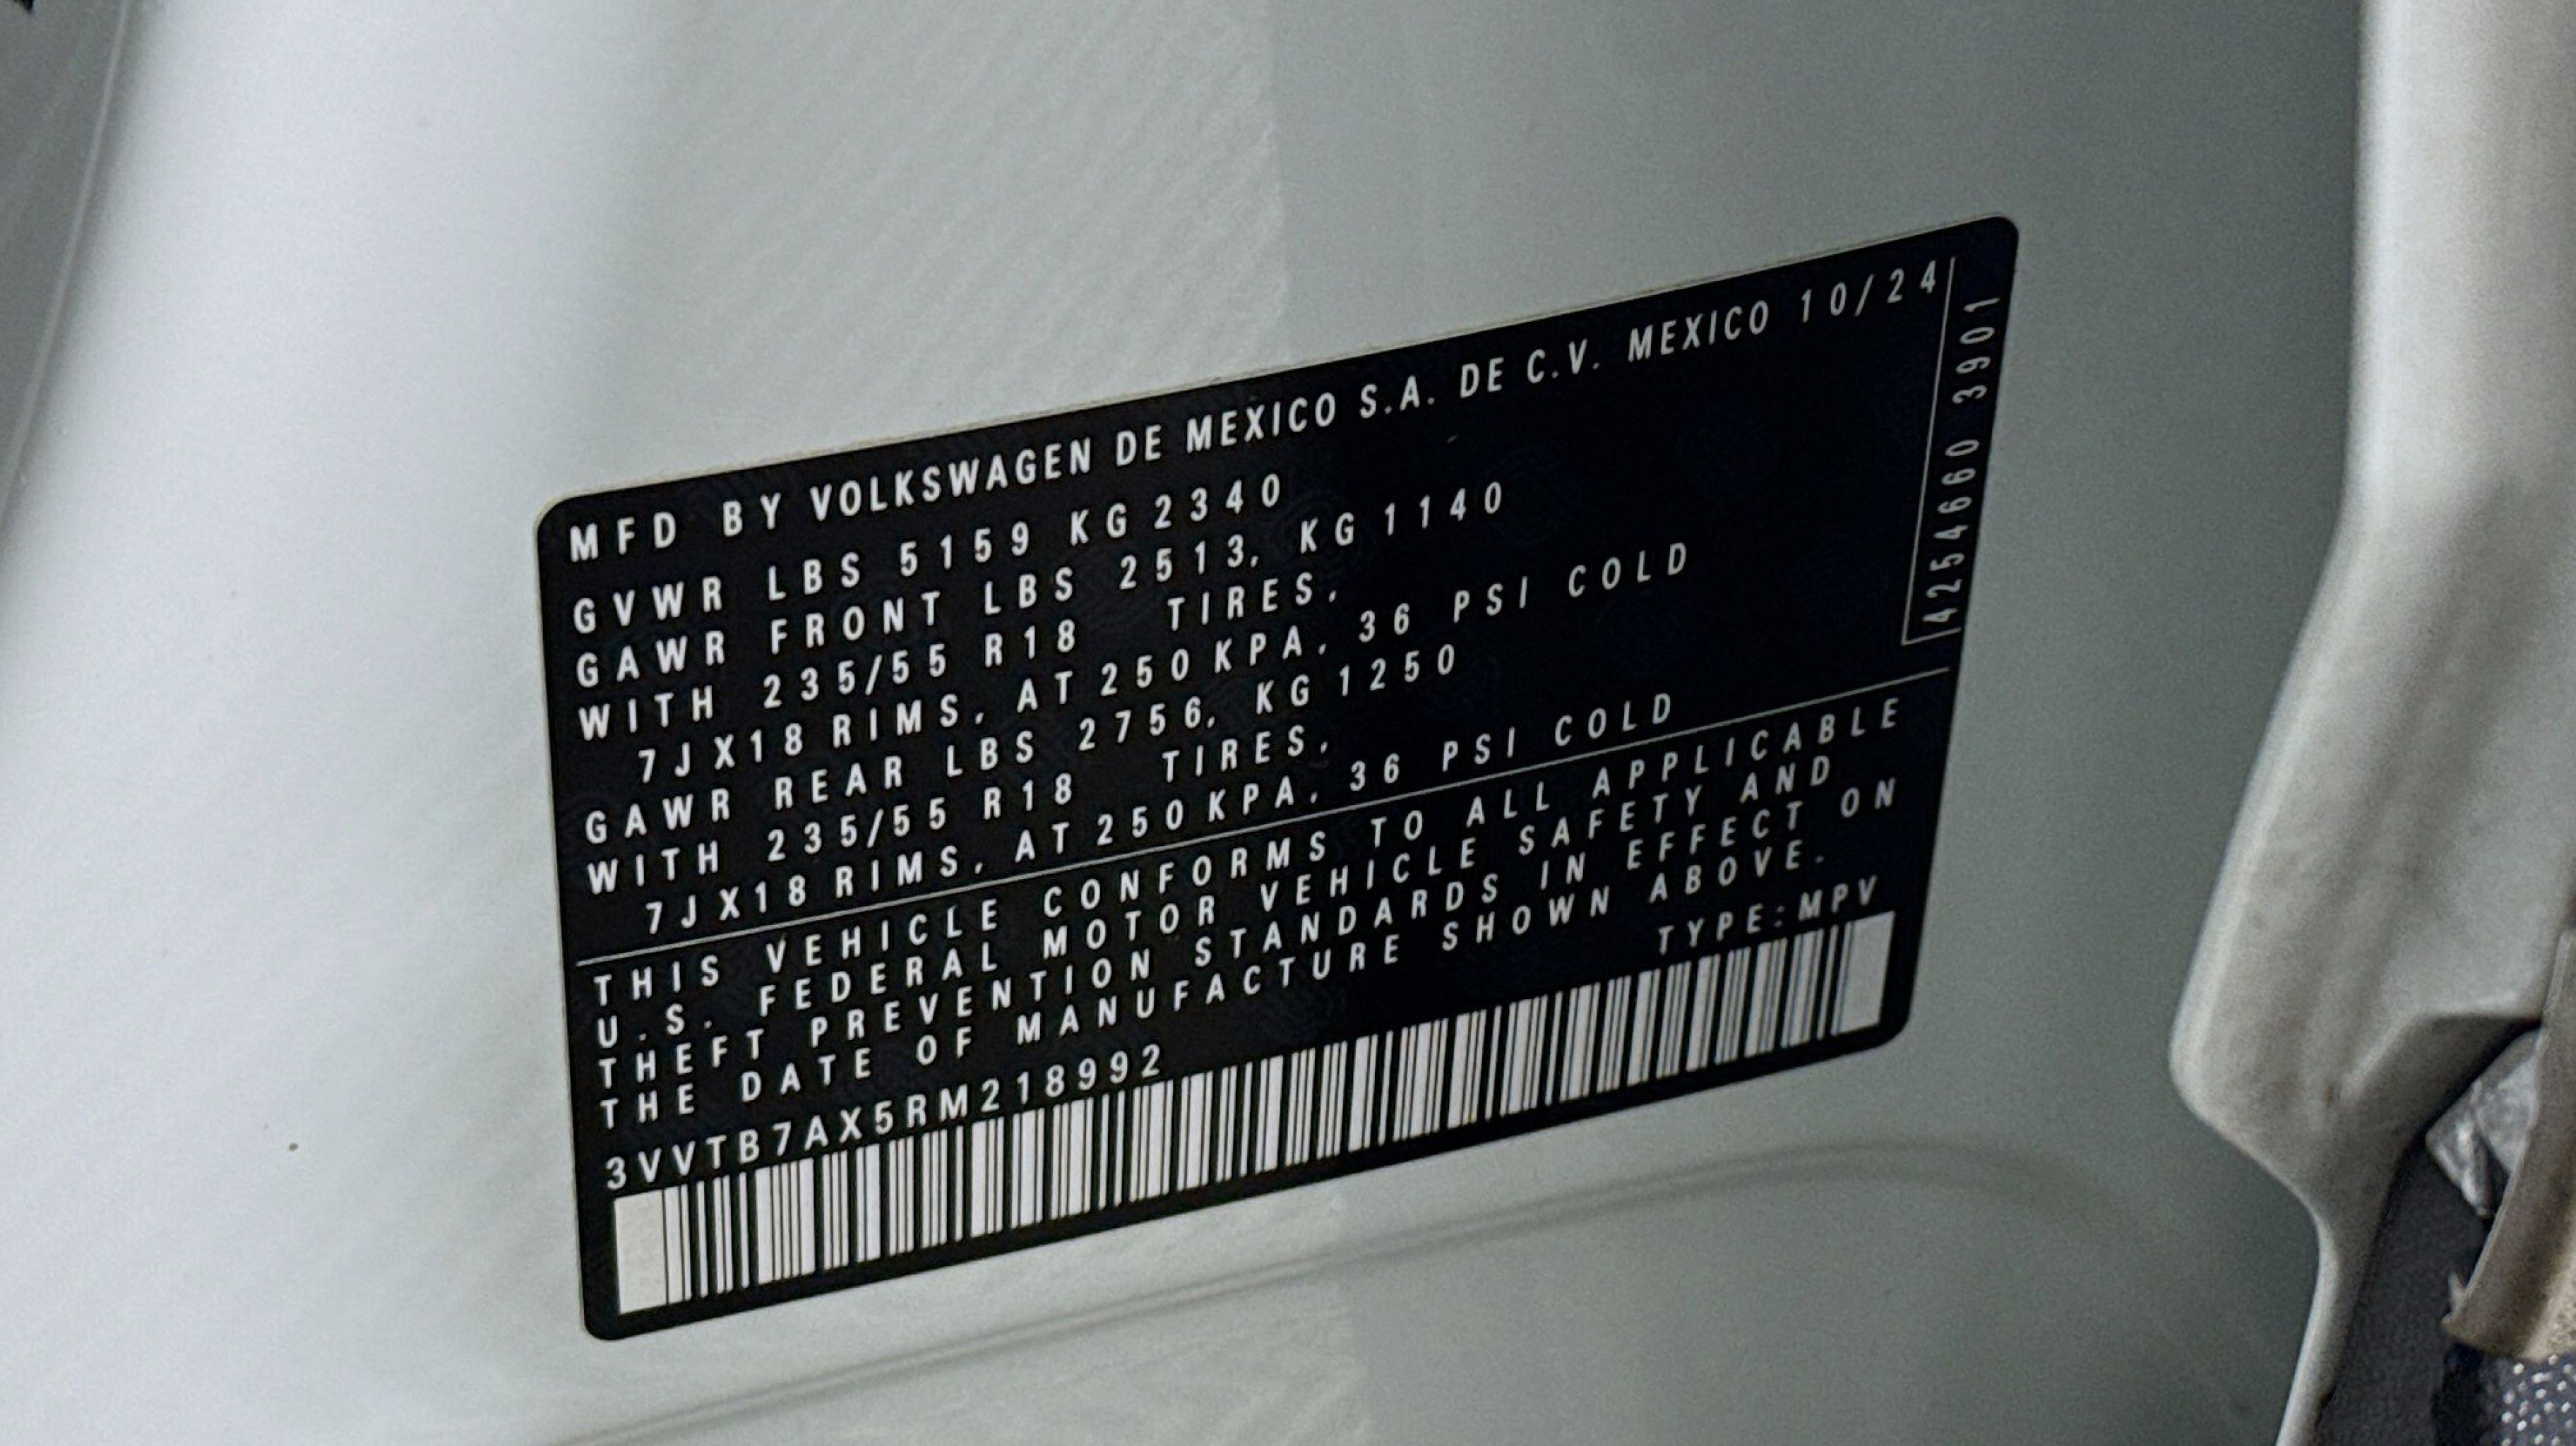 MFD BY VOLKSWAGEN DE MEXICO S.A. DE C.V. MEXICO 10/24
GVWR LBS 5159 KG 2340
GAWR FRONT LBS 2513, KG 1140
WITH 235/55 R18 TIRES,
7JX18 RIMS, AT 250 KPA, 36 PSI COLD
GAWR REAR LBS 2756, KG 1250
WITH 235/55 R18 TIRES,
7JX18 RIMS, AT 250 KPA, 36 PSI COLD
4254660 3901
THIS VEHICLE CONFORMS TO ALL APPLICABLE
U.S. FEDERAL MOTOR VEHICLE SAFETY AND
THEFT PREVENTION STANDARDS IN EFFECT ON
THE DATE OF MANUFACTURE SHOWN ABOVE.
3VVTB7AX5RM218992 TYPE:MPV